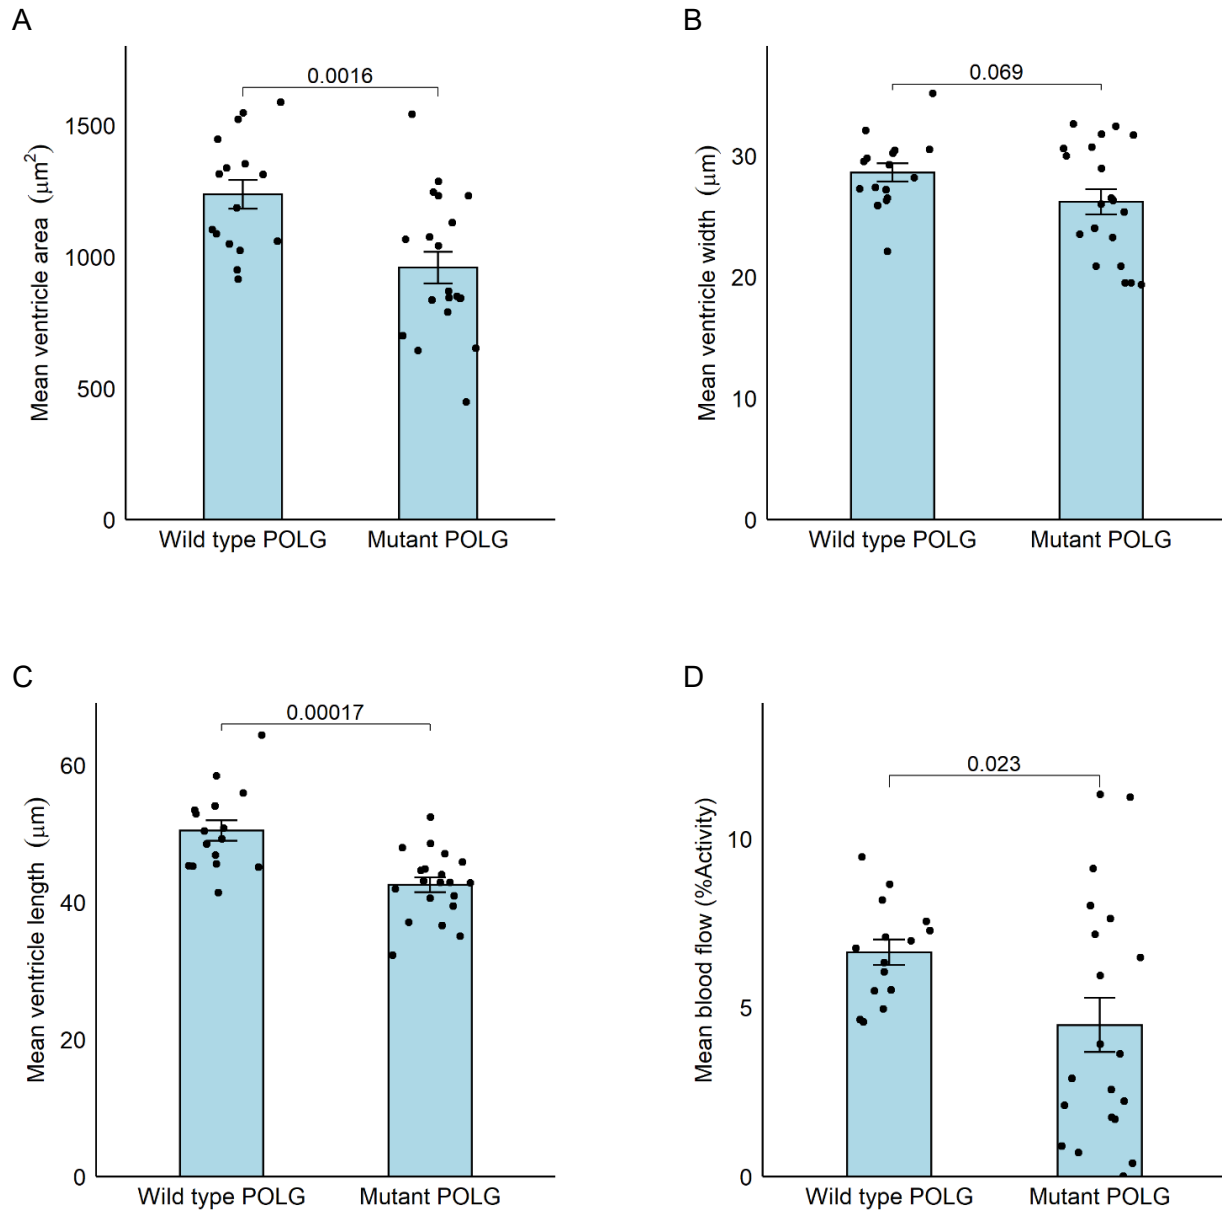 A
0.0016
Mean ventricle area (μm²)
1500
1000
500
0
Wild type POLG
Mutant POLG
B
0.069
Mean ventricle width (μm)
30
20
10
0
Wild type POLG
Mutant POLG
C
0.00017
Mean ventricle length (μm)
60
40
20
0
Wild type POLG
Mutant POLG
D
0.023
Mean blood flow (%Activity)
10
5
0
Wild type POLG
Mutant POLG